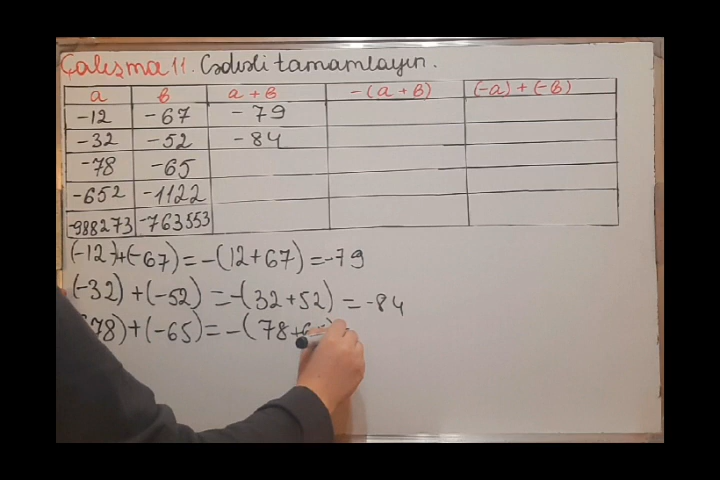 Çalışma 11. Cədvəli tamamlayın.
a b a + b -(a + b) (-a) + (-b)
-12 -67 -79
-32 -52 -84
-78 -65
-652 -1122
-988273 -763553
(-12)+(-67)=-(12+67)=-79
(-32)+(-52)=-(32+52)=-84
78)+(-65)=-(78+